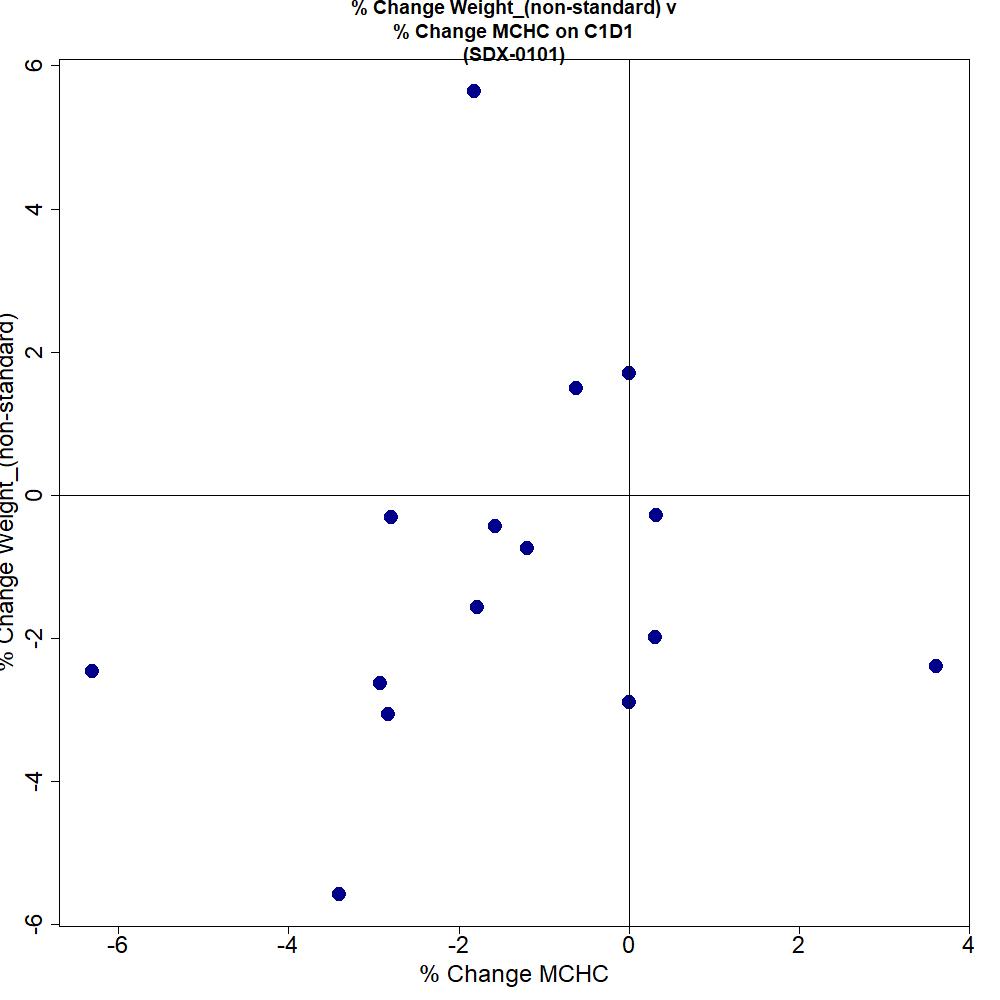 % Change Weight_(non-standard) v
% Change MCHC on C1D1
(SDX-0101)
% Change Weight_(non-standard)
6
4
2
0
-2
-4
-6
-6
-4
-2
0
2
4
% Change MCHC